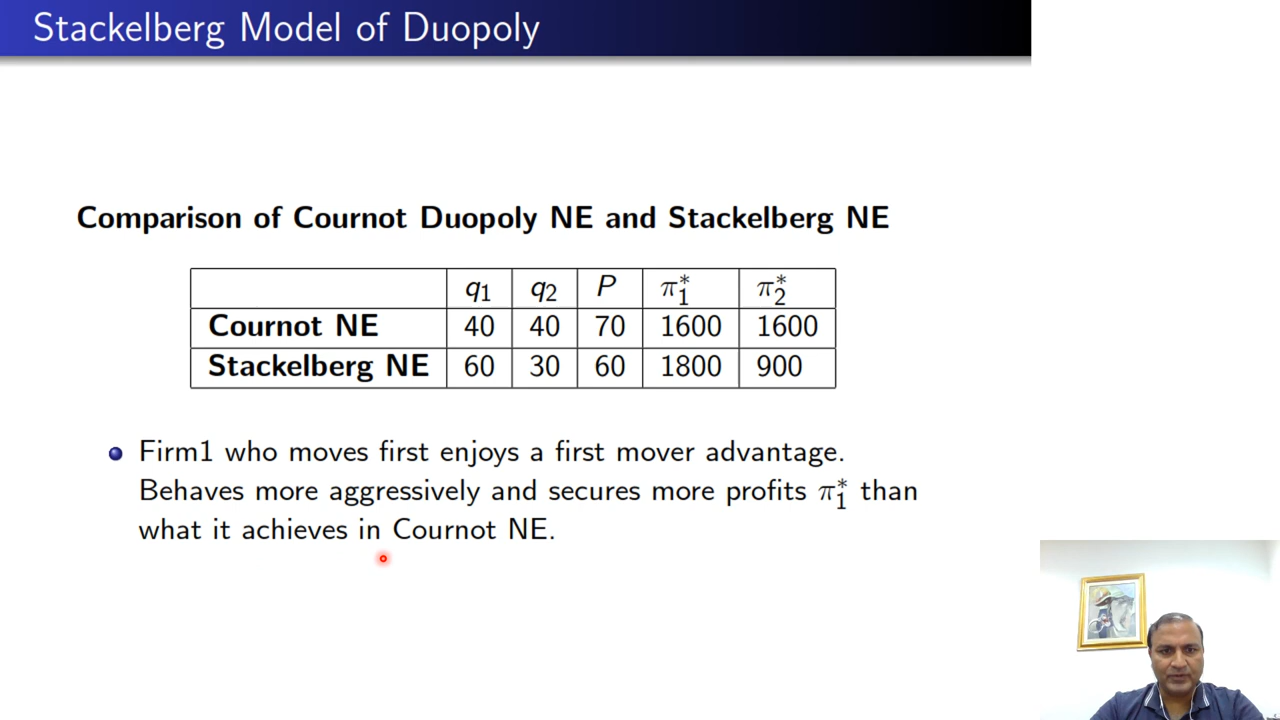 Stackelberg Model of Duopoly
Comparison of Cournot Duopoly NE and Stackelberg NE
q₁ q₂ P π₁* π₂*
Cournot NE 40 40 70 1600 1600
Stackelberg NE 60 30 60 1800 900
Firm1 who moves first enjoys a first mover advantage.
Behaves more aggressively and secures more profits π₁* than
what it achieves in Cournot NE.